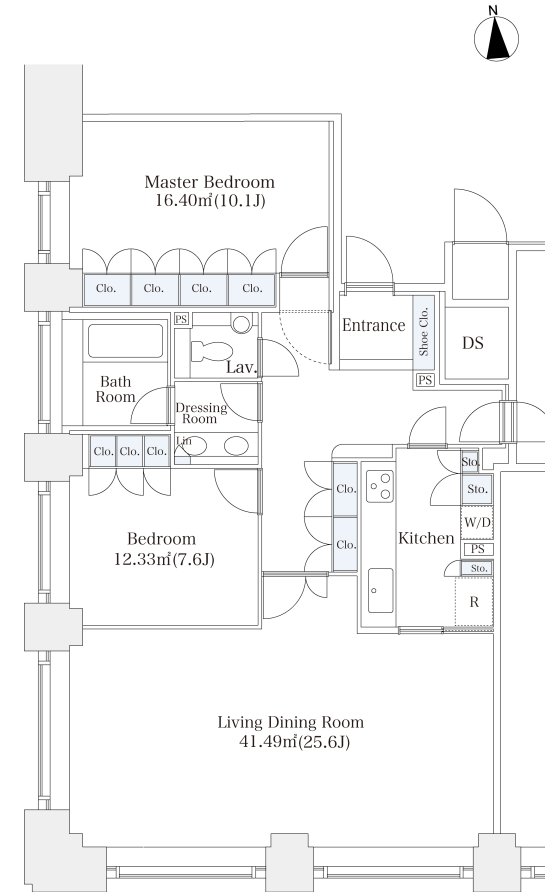 N
Master Bedroom
16.40㎡(10.1J)
Clo.
Clo.
Clo.
Clo.
PS
Lav.
Entrance
Shoe Clo.
DS
PS
Bath
Room
Dressing
Room
Lin
Clo.
Clo.
Clo.
Sto.
Sto.
Clo.
Clo.
W/D
Kitchen
PS
Sto.
R
Bedroom
12.33㎡(7.6J)
Living Dining Room
41.49㎡(25.6J)